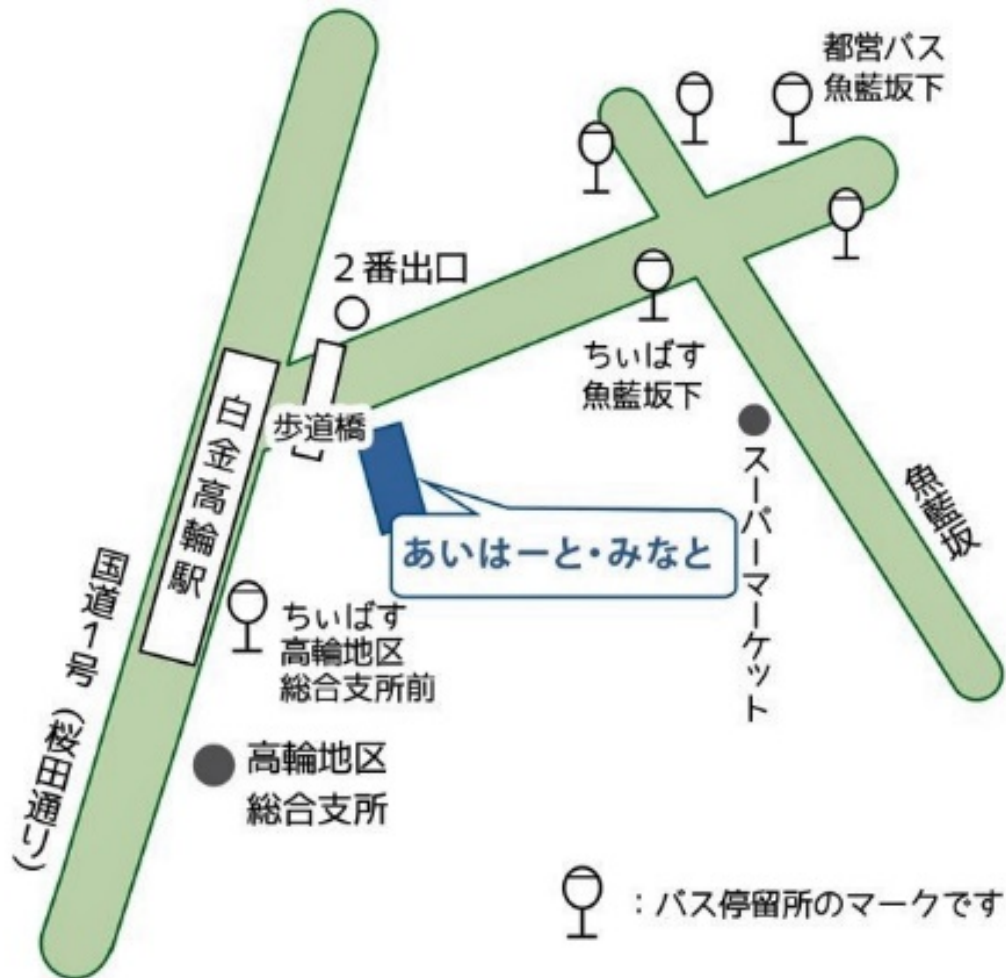 都営バス
魚藍坂下
２番出口
ちぃばす
魚藍坂下
歩道橋
白金高輪駅
スーパーマーケット
魚藍坂
あいはーと・みなと
国道1号（桜田通り）
ちぃばす
高輪地区
総合支所前
高輪地区
総合支所
：バス停留所のマークです